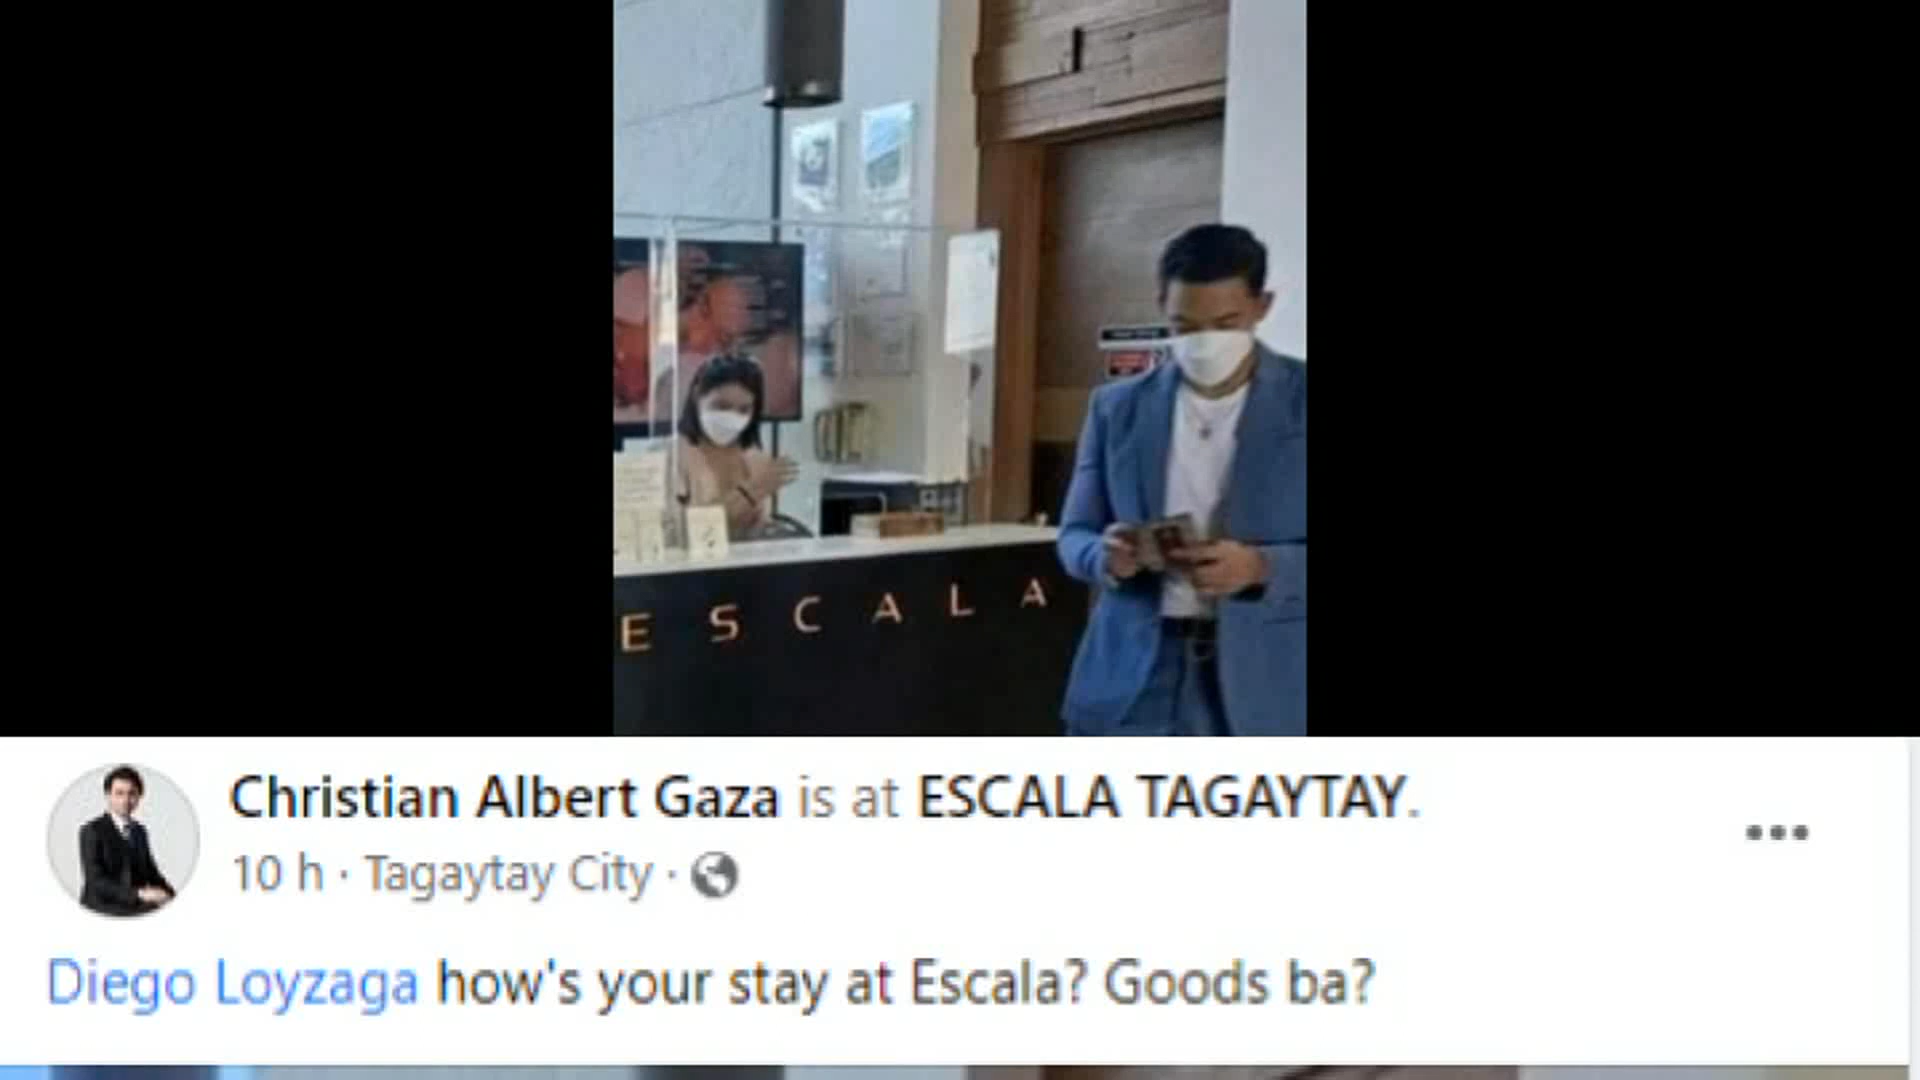 ESCALA
Christian Albert Gaza is at ESCALA TAGAYTAY.
10 h · Tagaytay City ·
Diego Loyzaga how's your stay at Escala? Goods ba?